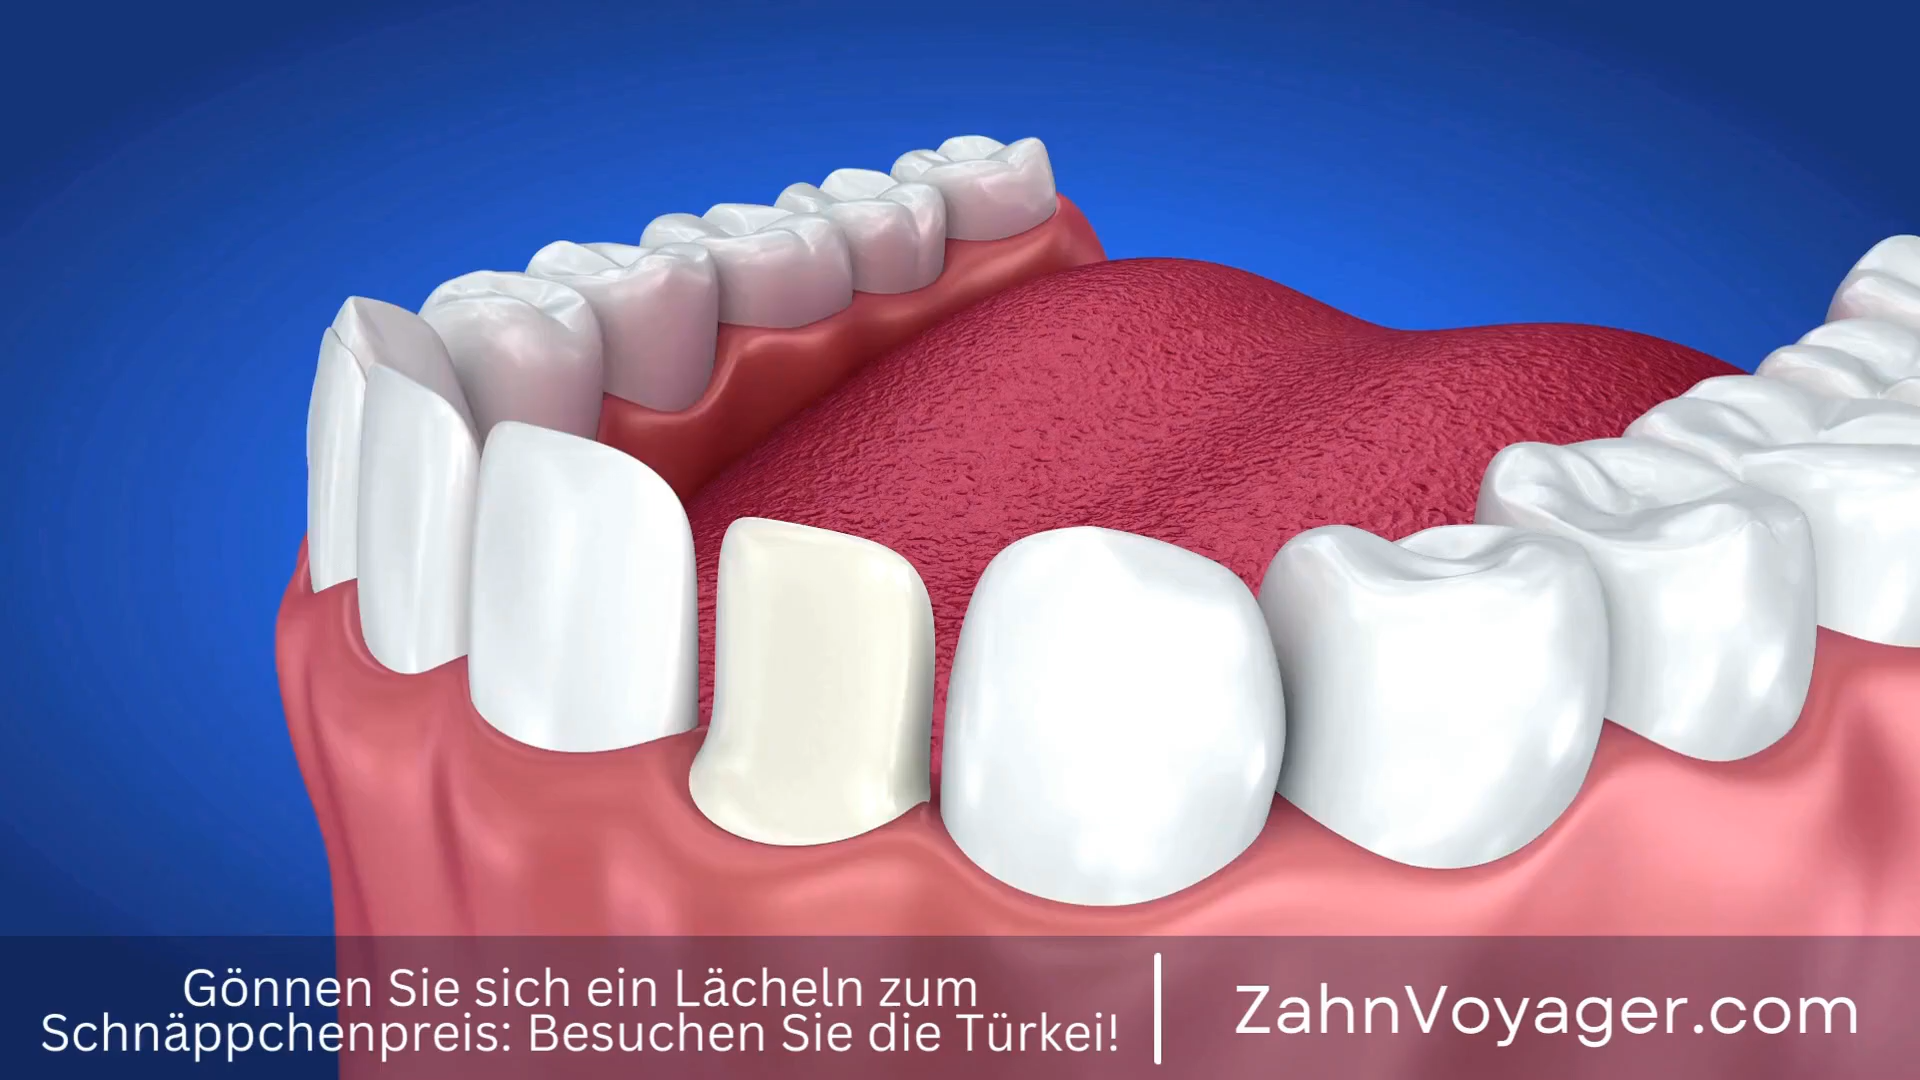 Gönnen Sie sich ein Lächeln zum
Schnäppchenpreis: Besuchen Sie die Türkei!
ZahnVoyager.com